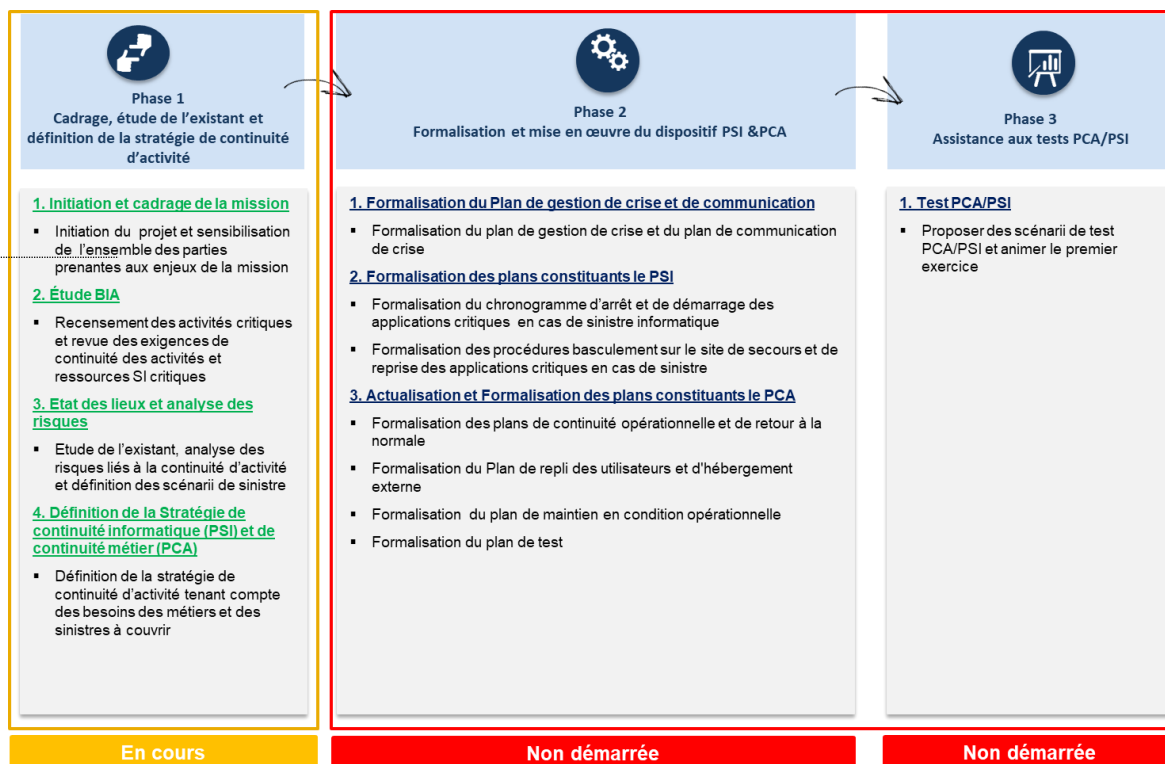 Phase 1
Cadrage, étude de l'existant et
définition de la stratégie de continuité
d'activité
1. Initiation et cadrage de la mission
▪ Initiation du projet et sensibilisation
de l'ensemble des parties
prenantes aux enjeux de la mission
2. Étude BIA
▪ Recensement des activités critiques
et revue des exigences de
continuité des activités et
ressources SI critiques
3. Etat des lieux et analyse des
risques
▪ Etude de l'existant, analyse des
risques liés à la continuité d'activité
et définition des scénarii de sinistre
4. Définition de la Stratégie de
continuité informatique (PSI) et de
continuité métier (PCA)
▪ Définition de la stratégie de
continuité d'activité tenant compte
des besoins des métiers et des
sinistres à couvrir
En cours
Phase 2
Formalisation et mise en œuvre du dispositif PSI &PCA
1. Formalisation du Plan de gestion de crise et de communication
▪ Formalisation du plan de gestion de crise et du plan de communication
de crise
2. Formalisation des plans constituants le PSI
▪ Formalisation du chronogramme d'arrêt et de démarrage des
applications critiques en cas de sinistre informatique
▪ Formalisation des procédures basculement sur le site de secours et de
reprise des applications critiques en cas de sinistre
3. Actualisation et Formalisation des plans constituants le PCA
▪ Formalisation des plans de continuité opérationnelle et de retour à la
normale
▪ Formalisation du Plan de repli des utilisateurs et d'hébergement
externe
▪ Formalisation du plan de maintien en condition opérationnelle
▪ Formalisation du plan de test
Non démarrée
Phase 3
Assistance aux tests PCA/PSI
1. Test PCA/PSI
▪ Proposer des scénarii de test
PCA/PSI et animer le premier
exercice
Non démarrée